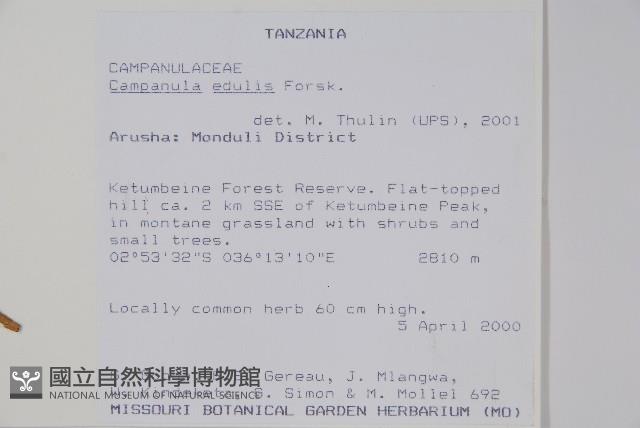 TANZANIA
CAMPANULACEAE
Campanula edulis Forsk.
det. M. Thulin (UPS), 2001
Arusha: Monduli District
Ketumbeine Forest Reserve. Flat-topped
hill ca. 2 km SSE of Ketumbeine Peak,
in montane grassland with shrubs and
small trees.
02°53'32"S 036°13'10"E 2810 m
Locally common herb 60 cm high.
5 April 2000
Gereau, J. Mlangwa,
S. Simon & M. Mollel 692
MISSOURI BOTANICAL GARDEN HERBARIUM (MO)
國立自然科學博物館
NATIONAL MUSEUM OF NATURAL SCIENCE